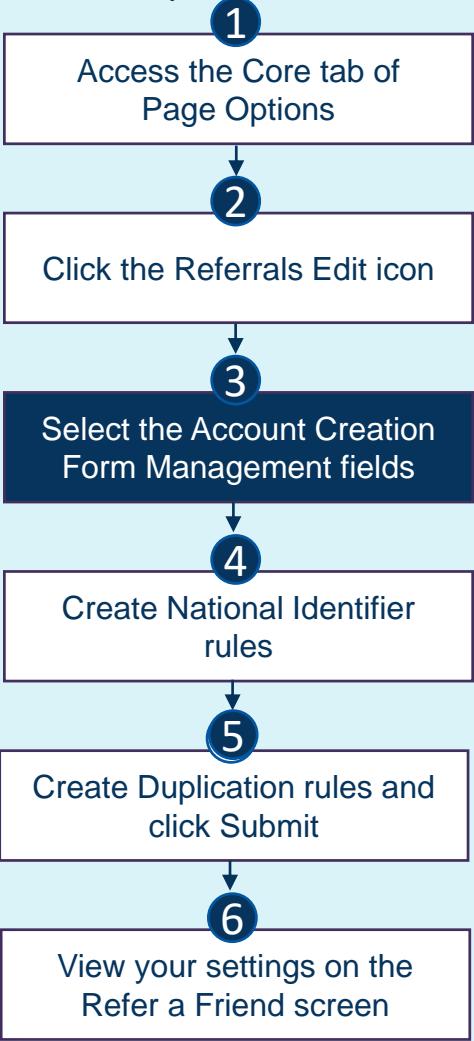 1
Access the Core tab of
Page Options
2
Click the Referrals Edit icon
3
Select the Account Creation
Form Management fields
4
Create National Identifier
rules
5
Create Duplication rules and
click Submit
6
View your settings on the
Refer a Friend screen